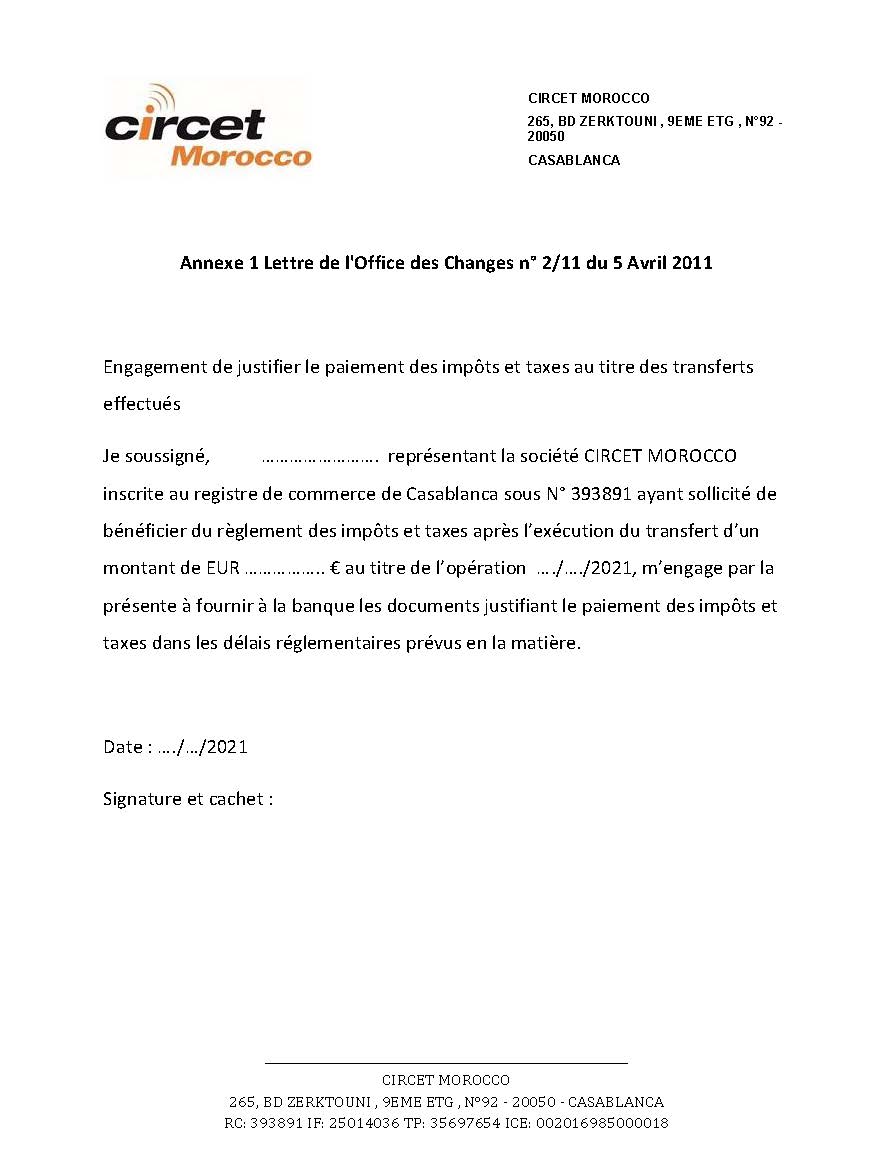 circet
Morocco
CIRCET MOROCCO
265, BD ZERKTOUNI , 9EME ETG , N°92 -
20050
CASABLANCA
Annexe 1 Lettre de l'Office des Changes n° 2/11 du 5 Avril 2011
Engagement de justifier le paiement des impôts et taxes au titre des transferts
effectués
Je soussigné, ……………………. représentant la société CIRCET MOROCCO
inscrite au registre de commerce de Casablanca sous N° 393891 ayant sollicité de
bénéficier du règlement des impôts et taxes après l’exécution du transfert d’un
montant de EUR …………….. € au titre de l’opération …./…./2021, m’engage par la
présente à fournir à la banque les documents justifiant le paiement des impôts et
taxes dans les délais réglementaires prévus en la matière.
Date : …./…/2021
Signature et cachet :
CIRCET MOROCCO
265, BD ZERKTOUNI , 9EME ETG , N°92 - 20050 - CASABLANCA
RC: 393891 IF: 25014036 TP: 35697654 ICE: 002016985000018